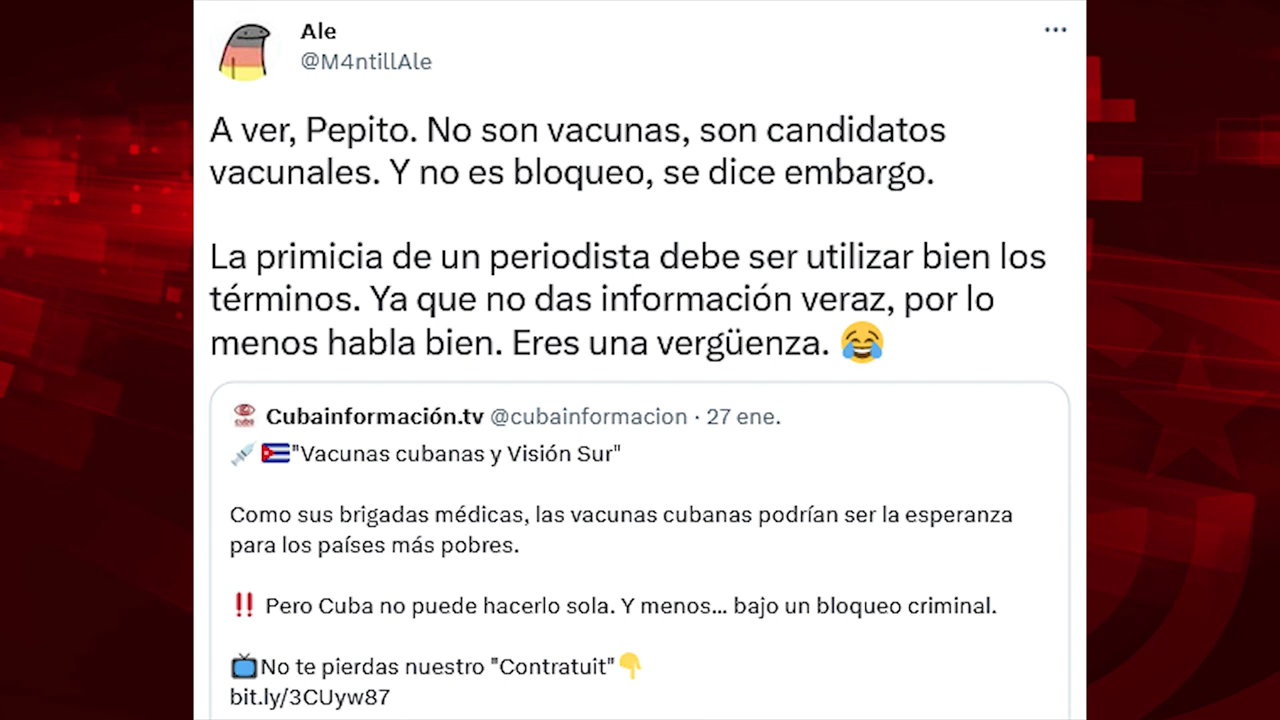 Ale
@M4ntillAle
A ver, Pepito. No son vacunas, son candidatos
vacunales. Y no es bloqueo, se dice embargo.
La primicia de un periodista debe ser utilizar bien los
términos. Ya que no das información veraz, por lo
menos habla bien. Eres una vergüenza. 😂
Cubainformación.tv @cubainformacion · 27 ene.
💉🇨🇺"Vacunas cubanas y Visión Sur"
Como sus brigadas médicas, las vacunas cubanas podrían ser la esperanza
para los países más pobres.
‼️ Pero Cuba no puede hacerlo sola. Y menos... bajo un bloqueo criminal.
📺No te pierdas nuestro "Contratuit"👇
bit.ly/3CUyw87